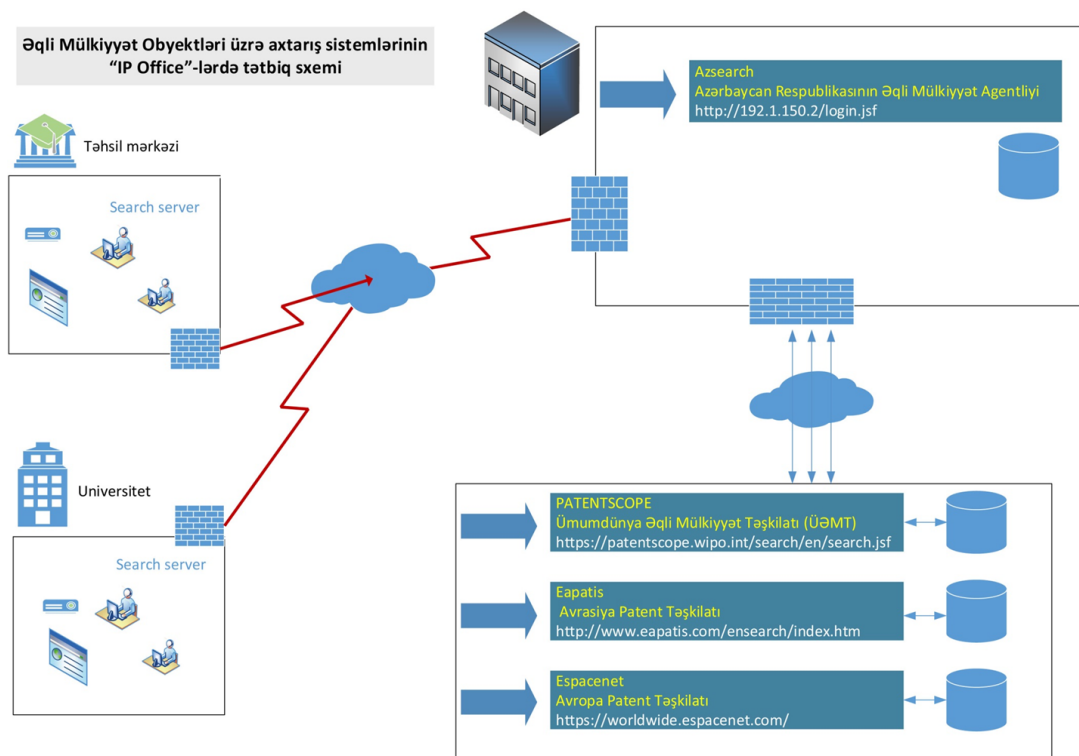 Əqli Mülkiyyət Obyektləri üzrə axtarış sistemlərinin
“IP Office”-lərdə tətbiq sxemi
Azsearch
Azərbaycan Respublikasının Əqli Mülkiyyət Agentliyi
http://192.1.150.2/login.jsf
Təhsil mərkəzi
Search server
Universitet
Search server
PATENTSCOPE
Ümumdünya Əqli Mülkiyyət Təşkilatı (ÜƏMT)
https://patentscope.wipo.int/search/en/search.jsf
Eapatis
Avrasiya Patent Təşkilatı
http://www.eapatis.com/ensearch/index.htm
Espacenet
Avropa Patent Təşkilatı
https://worldwide.espacenet.com/